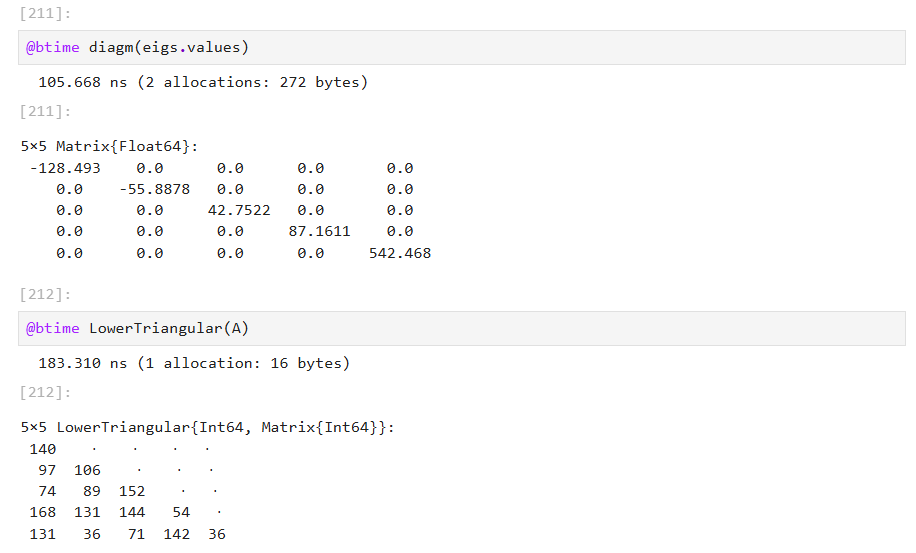 [211]:
@btime diagm(eigs.values)
105.668 ns (2 allocations: 272 bytes)
[211]:
5×5 Matrix{Float64}:
-128.493 0.0 0.0 0.0 0.0
0.0 -55.8878 0.0 0.0 0.0
0.0 0.0 42.7522 0.0 0.0
0.0 0.0 0.0 87.1611 0.0
0.0 0.0 0.0 0.0 542.468
[212]:
@btime LowerTriangular(A)
183.310 ns (1 allocation: 16 bytes)
[212]:
5×5 LowerTriangular{Int64, Matrix{Int64}}:
140 ⋅ ⋅ ⋅ ⋅
97 106 ⋅ ⋅ ⋅
74 89 152 ⋅ ⋅
168 131 144 54 ⋅
131 36 71 142 36